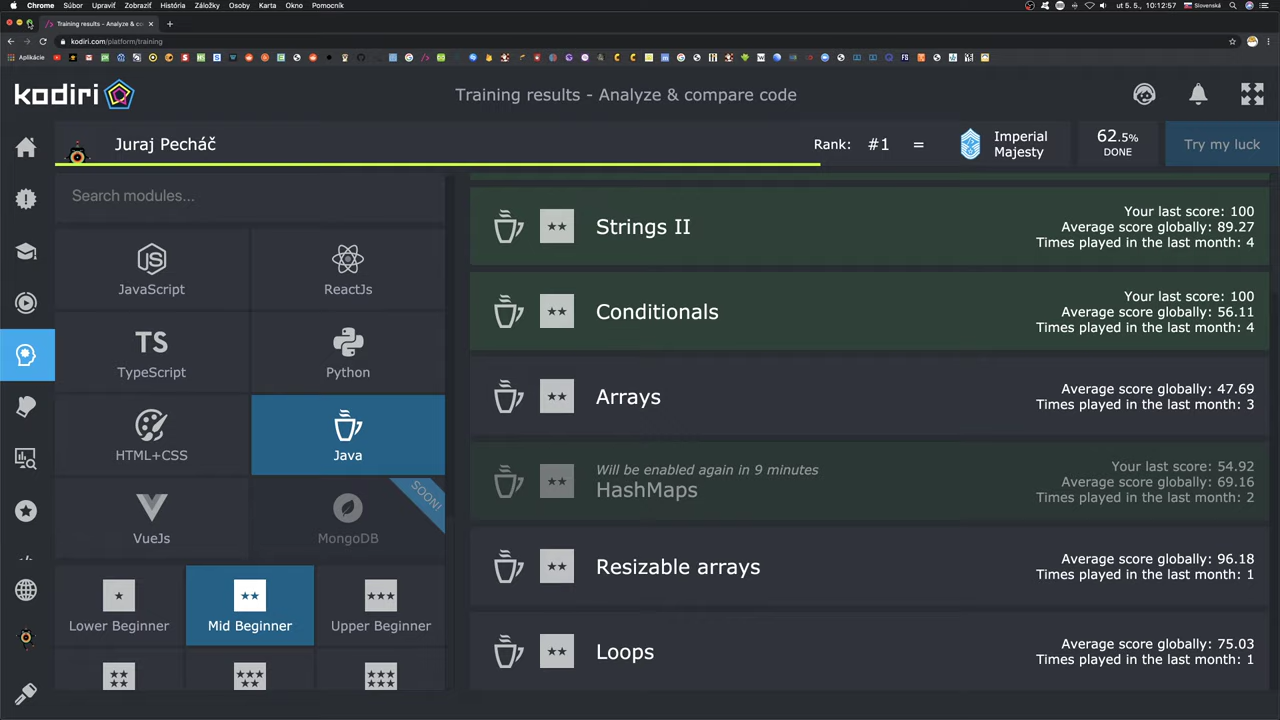 Chrome Súbor Upraviť Zobraziť História Záložky Osoby Karta Okno Pomocník
ut 5. 5., 10:12:57
Slovenská
Training results - Analyze & co
kodiri.com/platform/training
Aplikácie
kodiri
Training results - Analyze & compare code
Juraj Pecháč
Rank: #1 =
Imperial
Majesty
62.5%
DONE
Try my luck
Search modules...
JavaScript
ReactJs
TS
TypeScript
Python
HTML+CSS
Java
VueJs
MongoDB
SOON!
Lower Beginner
Mid Beginner
Upper Beginner
Strings II
Your last score: 100
Average score globally: 89.27
Times played in the last month: 4
Conditionals
Your last score: 100
Average score globally: 56.11
Times played in the last month: 4
Arrays
Average score globally: 47.69
Times played in the last month: 3
Will be enabled again in 9 minutes
HashMaps
Your last score: 54.92
Average score globally: 69.16
Times played in the last month: 2
Resizable arrays
Average score globally: 96.18
Times played in the last month: 1
Loops
Average score globally: 75.03
Times played in the last month: 1